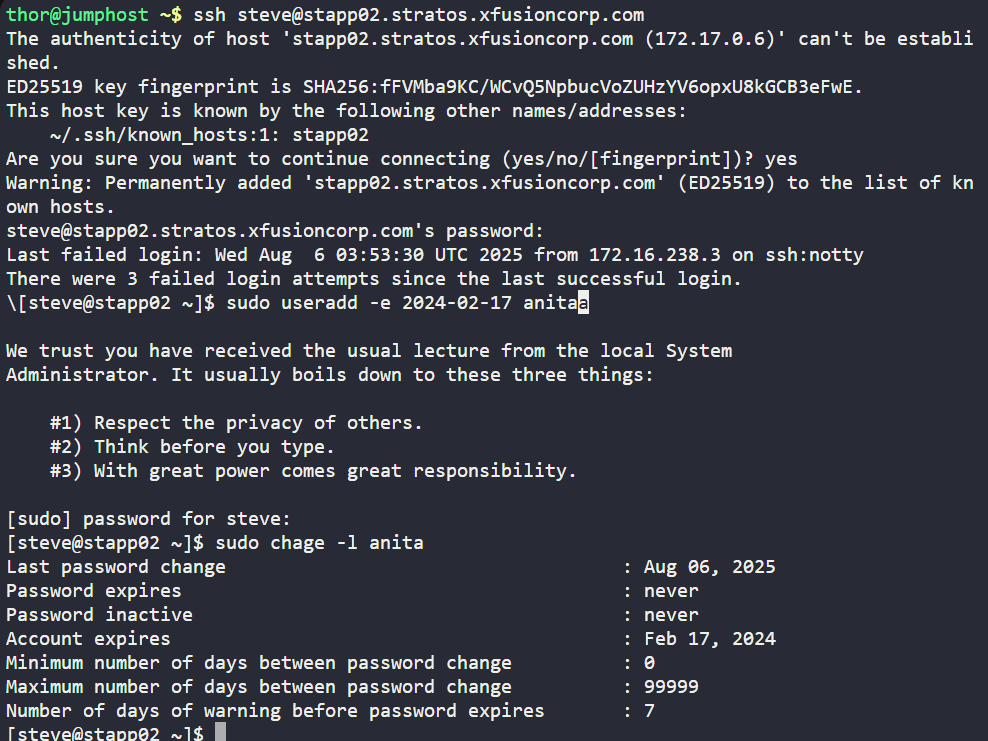 thor@jumphost ~$ ssh steve@stapp02.stratos.xfusioncorp.com
The authenticity of host 'stapp02.stratos.xfusioncorp.com (172.17.0.6)' can't be establi
shed.
ED25519 key fingerprint is SHA256:fFVMba9KC/WCvQ5NpbucVoZUHzYV6opxU8kGCB3eFwE.
This host key is known by the following other names/addresses:
    ~/.ssh/known_hosts:1: stapp02
Are you sure you want to continue connecting (yes/no/[fingerprint])? yes
Warning: Permanently added 'stapp02.stratos.xfusioncorp.com' (ED25519) to the list of kn
own hosts.
steve@stapp02.stratos.xfusioncorp.com's password:
Last failed login: Wed Aug  6 03:53:30 UTC 2025 from 172.16.238.3 on ssh:notty
There were 3 failed login attempts since the last successful login.
\[steve@stapp02 ~]$ sudo useradd -e 2024-02-17 anitaa

We trust you have received the usual lecture from the local System
Administrator. It usually boils down to these three things:

    #1) Respect the privacy of others.
    #2) Think before you type.
    #3) With great power comes great responsibility.

[sudo] password for steve:
[steve@stapp02 ~]$ sudo chage -l anita
Last password change : Aug 06, 2025
Password expires : never
Password inactive : never
Account expires : Feb 17, 2024
Minimum number of days between password change : 0
Maximum number of days between password change : 99999
Number of days of warning before password expires : 7
[steve@stapp02 ~]$